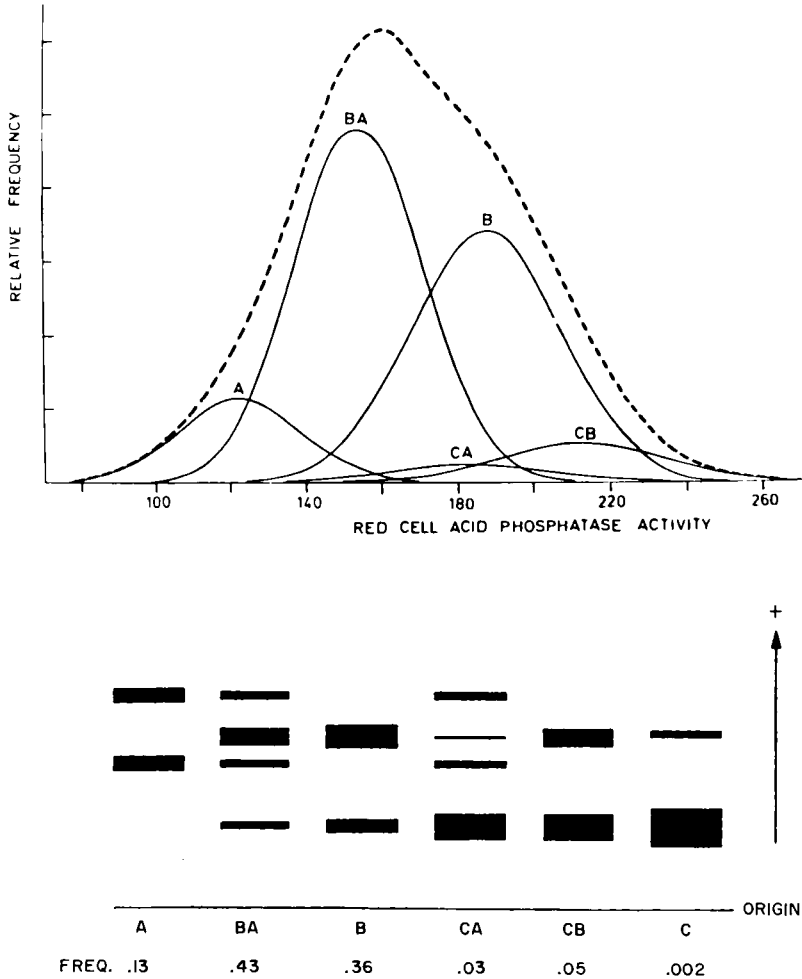 RELATIVE FREQUENCY
BA
B
A
CA
CB
100 140 180 220 260
RED CELL ACID PHOSPHATASE ACTIVITY
+
ORIGIN
A BA B CA CB C
FREQ. .13 .43 .36 .03 .05 .002